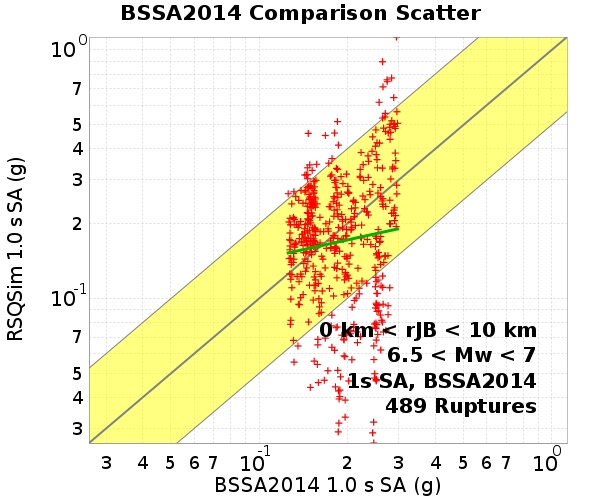 BSSA2014 Comparison Scatter
RSQSim 1.0 s SA (g)
10^0
7
5
4
3
2
10^-1
7
5
4
3
0 km < rJB < 10 km
6.5 < Mw < 7
1s SA, BSSA2014
489 Ruptures
3 4 5 6 7 10^-1 2 3 4 5 6 7 10^0
BSSA2014 1.0 s SA (g)